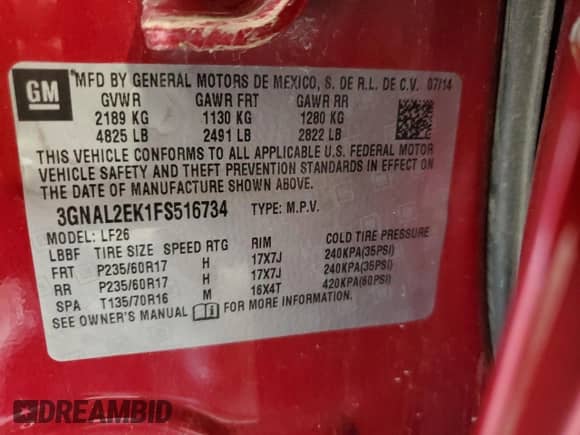 GM
MFD BY GENERAL MOTORS DE MEXICO, S. DE R.L. DE C.V. 07/14
GVWR GAWR FRT GAWR RR
2189 KG 1130 KG 1280 KG
4825 LB 2491 LB 2822 LB
THIS VEHICLE CONFORMS TO ALL APPLICABLE U.S. FEDERAL MOTOR
VEHICLE SAFETY AND THEFT PREVENTION STANDARDS IN EFFECT ON
THE DATE OF MANUFACTURE SHOWN ABOVE.
3GNAL2EK1FS516734 TYPE: M.P.V.
MODEL: LF26
LBBF TIRE SIZE SPEED RTG RIM COLD TIRE PRESSURE
FRT P235/60R17 H 17X7J 240KPA(35PSI)
RR P235/60R17 H 17X7J 240KPA(35PSI)
SPA T135/70R16 M 16X4T 420KPA(60PSI)
SEE OWNER'S MANUAL FOR MORE INFORMATION.
DREAMBID